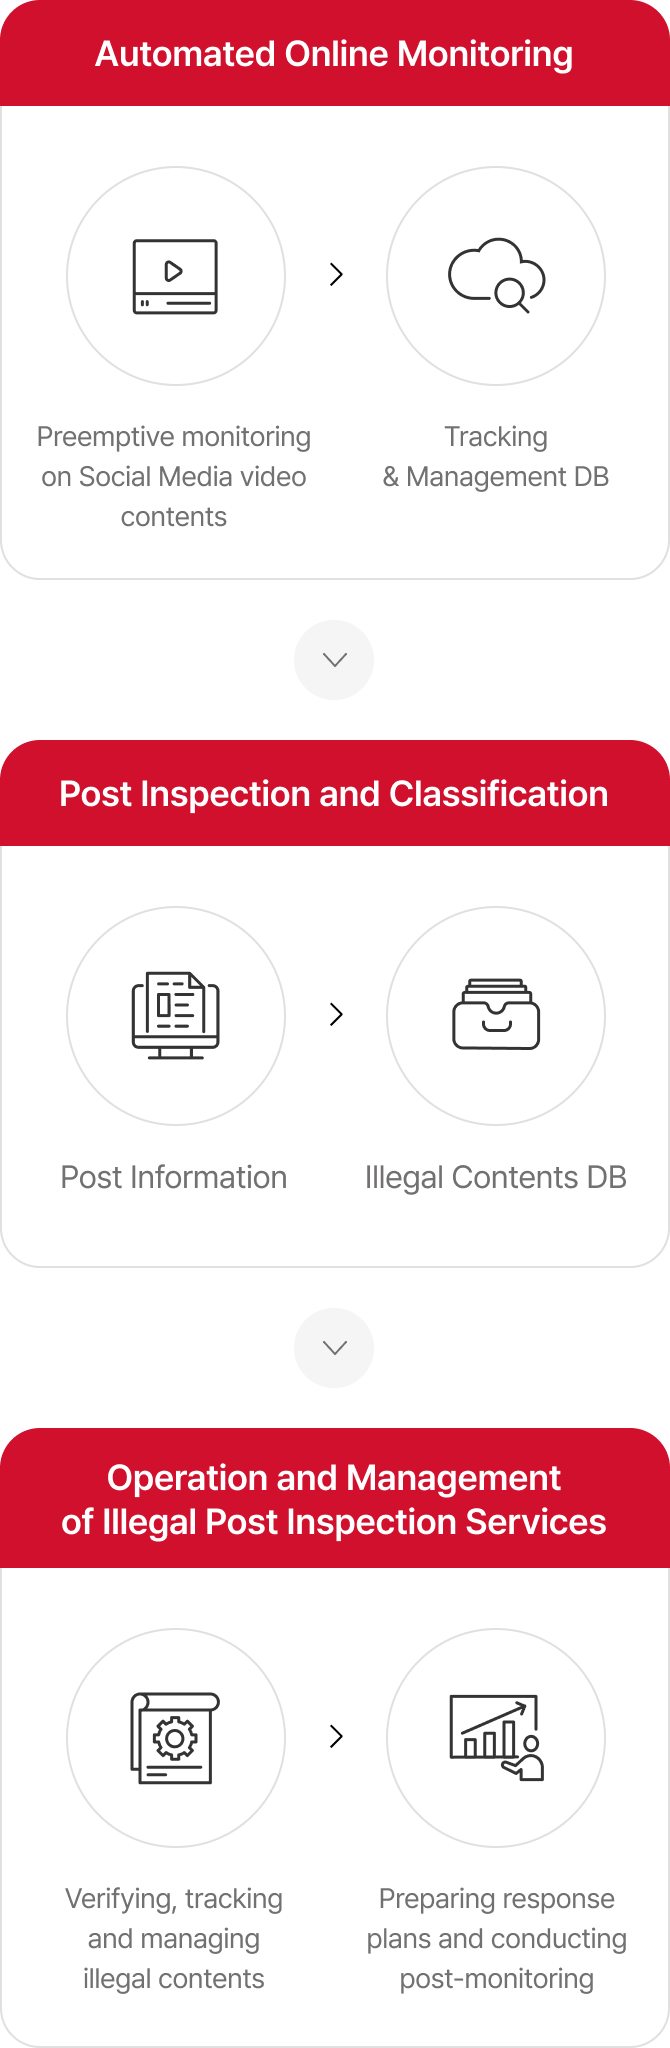 Automated Online Monitoring
Preemptive monitoring
on Social Media video
contents
Tracking
& Management DB
Post Inspection and Classification
Post Information
Illegal Contents DB
Operation and Management
of Illegal Post Inspection Services
Verifying, tracking
and managing
illegal contents
Preparing response
plans and conducting
post-monitoring